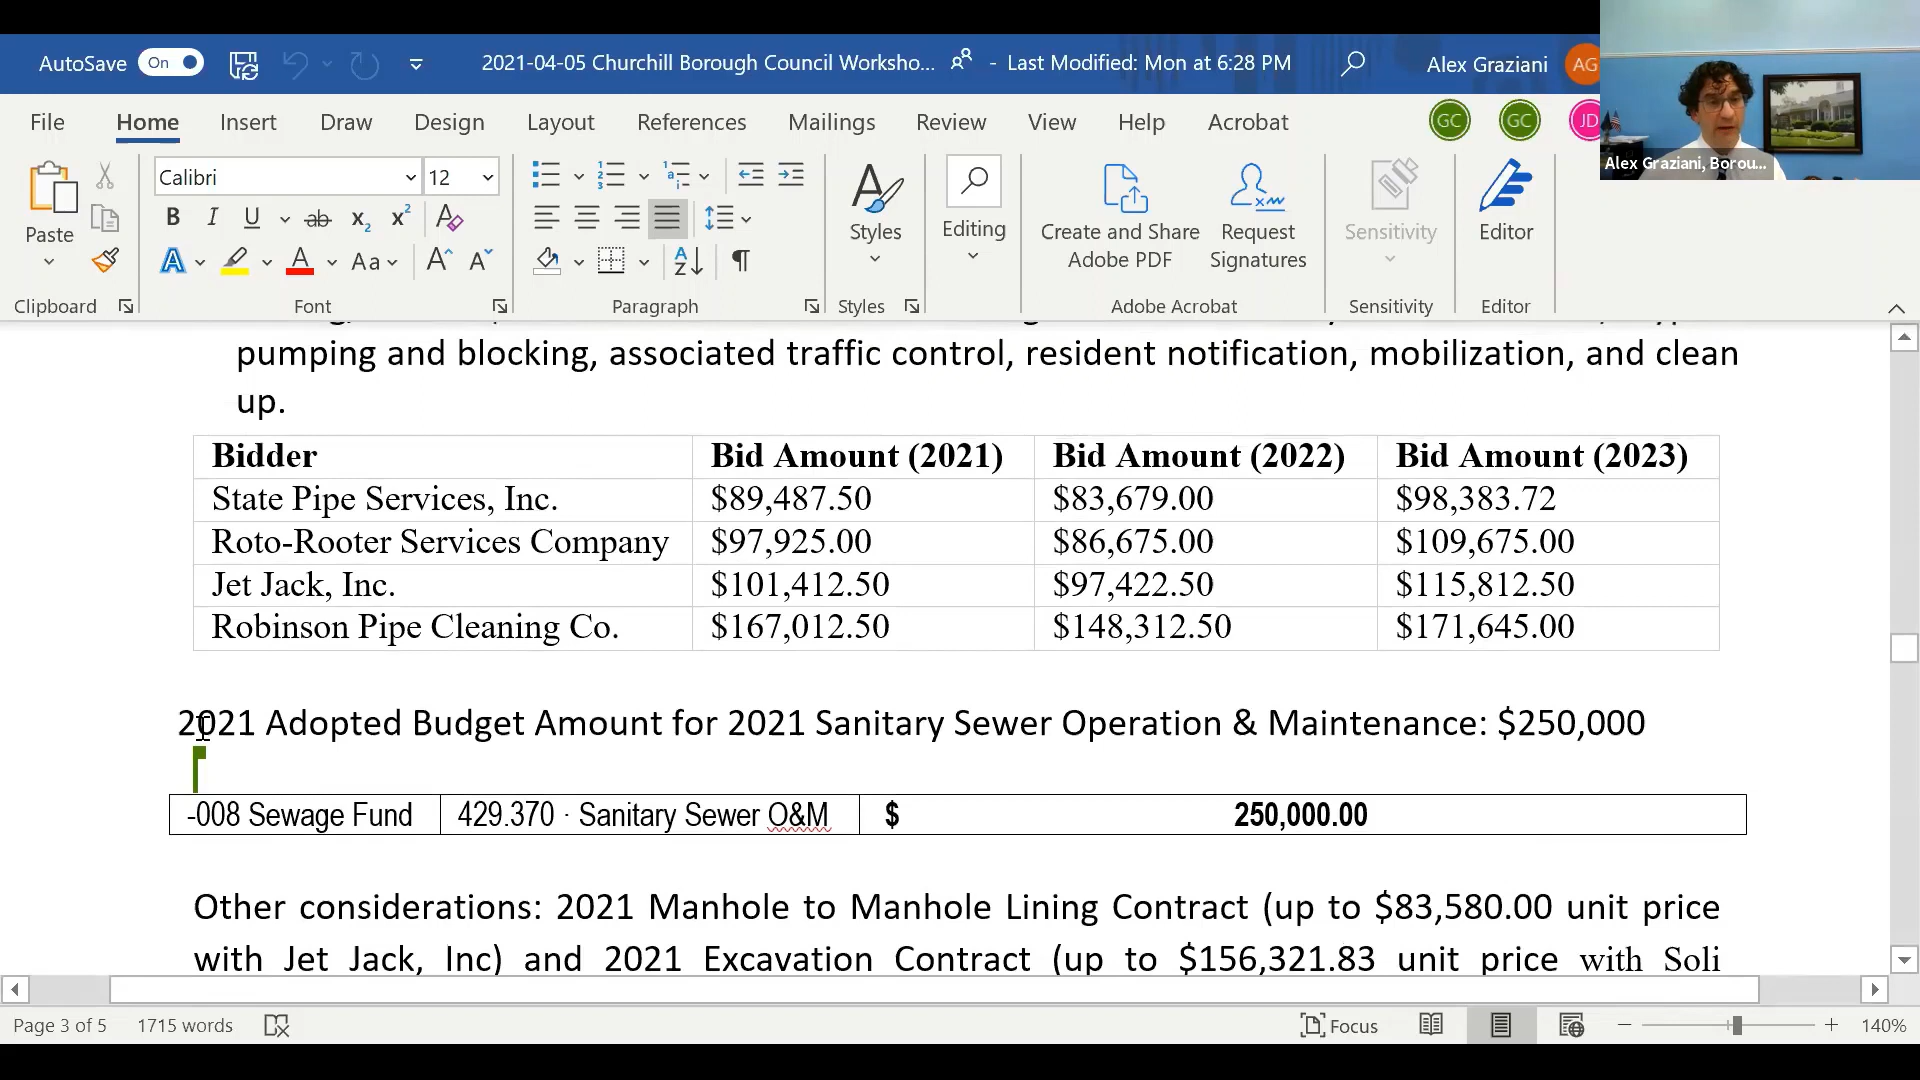 AutoSave On 2021-04-05 Churchill Borough Council Worksho... - Last Modified: Mon at 6:28 PM Alex Graziani AG
File Home Insert Draw Design Layout References Mailings Review View Help Acrobat GC GC JD
Alex Graziani, Borou...
Calibri 12
Paste
B I U ab x2 x2
A A Aa A A
Styles
Editing
Create and Share
Adobe PDF
Request
Signatures
Sensitivity
Editor
Clipboard Font Paragraph Styles Adobe Acrobat Sensitivity Editor
pumping and blocking, associated traffic control, resident notification, mobilization, and clean
up.
Bidder Bid Amount (2021) Bid Amount (2022) Bid Amount (2023)
State Pipe Services, Inc. $89,487.50 $83,679.00 $98,383.72
Roto-Rooter Services Company $97,925.00 $86,675.00 $109,675.00
Jet Jack, Inc. $101,412.50 $97,422.50 $115,812.50
Robinson Pipe Cleaning Co. $167,012.50 $148,312.50 $171,645.00
2021 Adopted Budget Amount for 2021 Sanitary Sewer Operation & Maintenance: $250,000
-008 Sewage Fund 429.370 · Sanitary Sewer O&M $ 250,000.00
Other considerations: 2021 Manhole to Manhole Lining Contract (up to $83,580.00 unit price
with Jet Jack, Inc) and 2021 Excavation Contract (up to $156,321.83 unit price with Soli
Page 3 of 5 1715 words Focus 140%